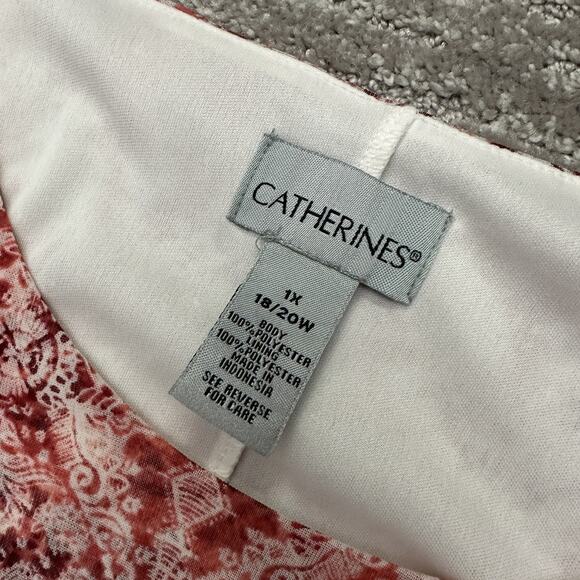 CATHERINES®
1X
18/20W
BODY
100%POLYESTER
LINING
100%POLYESTER
MADE IN
INDONESIA
SEE REVERSE
FOR CARE